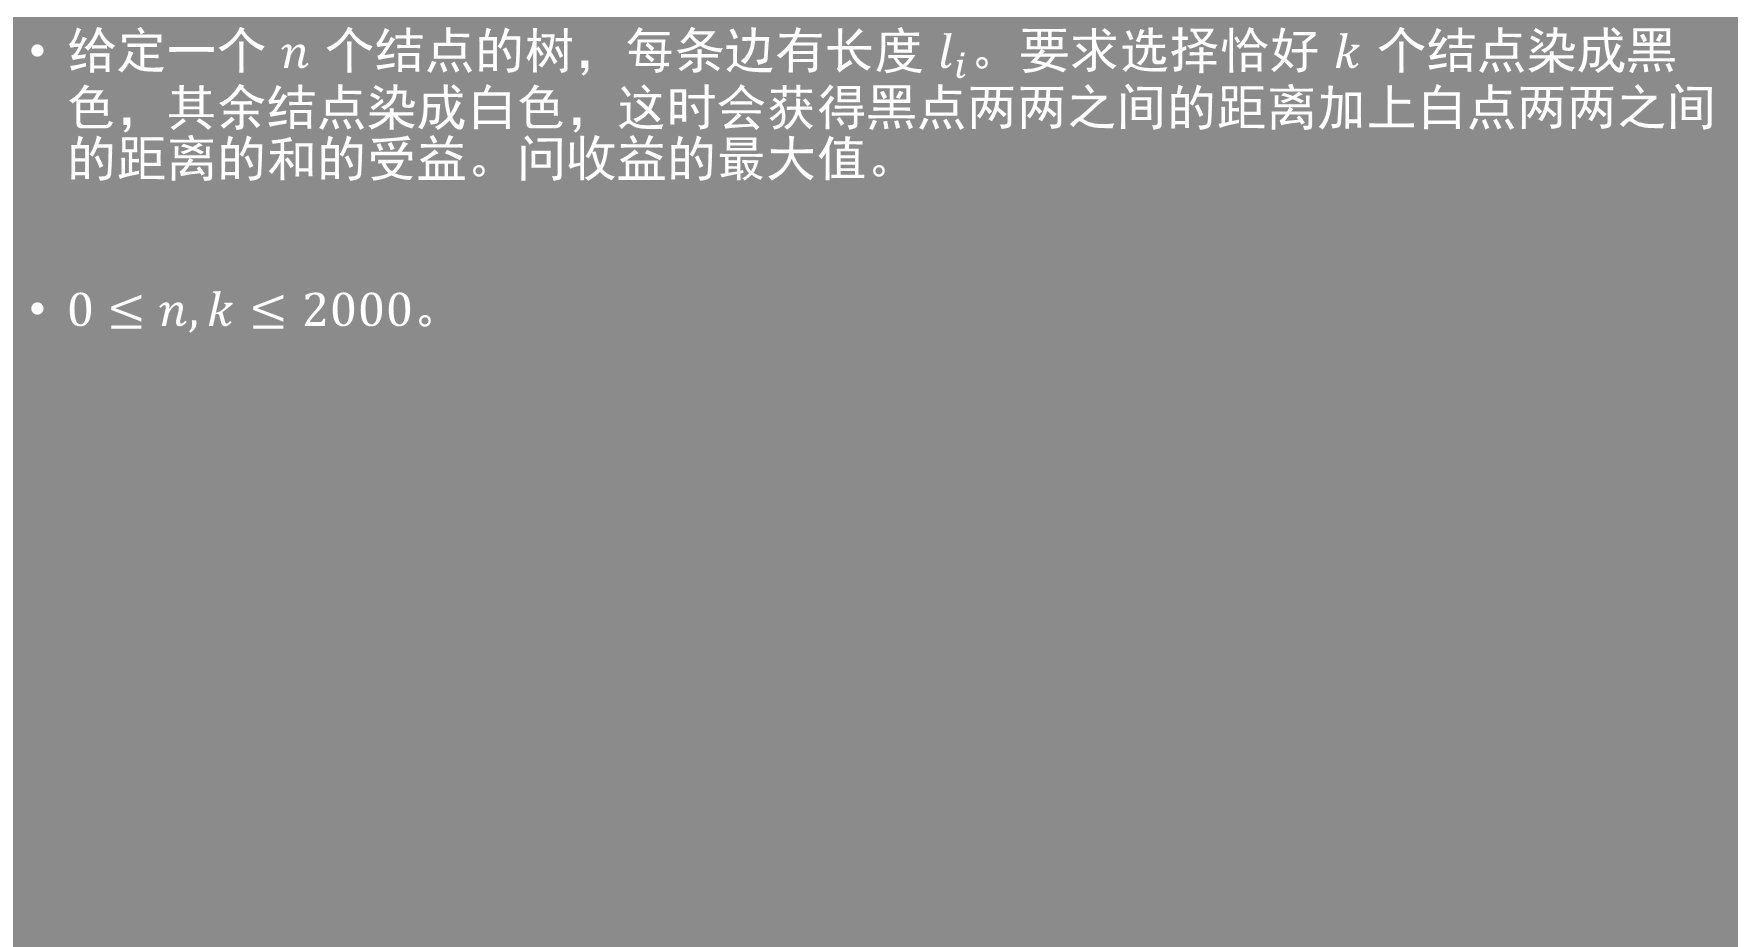 • 给定一个 n 个结点的树，每条边有长度 lᵢ。要求选择恰好 k 个结点染成黑
色，其余结点染成白色，这时会获得黑点两两之间的距离加上白点两两之间
的距离的和的受益。问收益的最大值。
• 0 ≤ n, k ≤ 2000。